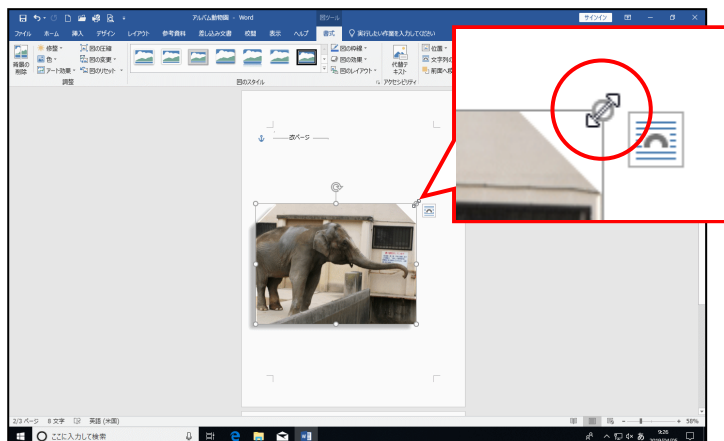 アルバム動物園 - Word
図ツール
サインイン
ファイル ホーム 挿入 デザイン レイアウト 参考資料 差し込み文書 校閲 表示 ヘルプ 書式 実行したい作業を入力してください
背景の
削除
修整
色
アート効果
図の圧縮
図の変更
図のリセット
調整
図のスタイル
図の枠線
図の効果
図のレイアウト
代替テ
キスト
アクセシビリティ
位置
文字列の
前面へ移
改ページ
2/3 ページ 8 文字 英語 (米国)
58%
ここに入力して検索
あ
9:26